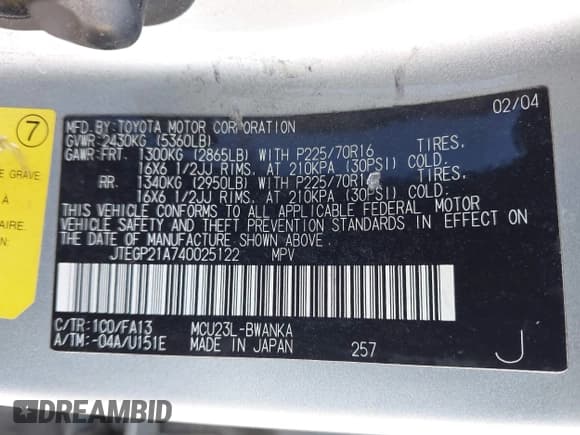 02/04
MFD.BY:TOYOTA MOTOR CORPORATION
GVWR:2430KG (5360LB)
GAWR:FRT. 1300KG (2865LB) WITH P225/70R16 TIRES,
16X6 1/2JJ RIMS. AT 210KPA (30PSI) COLD.
RR. 1340KG (2950LB) WITH P225/70R16 TIRES,
16X6 1/2JJ RIMS. AT 210KPA (30PSI) COLD.
THIS VEHICLE CONFORMS TO ALL APPLICABLE FEDERAL MOTOR
VEHICLE SAFETY AND THEFT PREVENTION STANDARDS IN EFFECT ON
THE DATE OF MANUFACTURE SHOWN ABOVE.
JTEGP21A740025122 MPV
C/TR:1C0/FA13 MCU23L-BWANKA
A/TM:-04A/U151E MADE IN JAPAN 257 J
7
E GRAVE
À
AIRE.
N:
DREAMBID